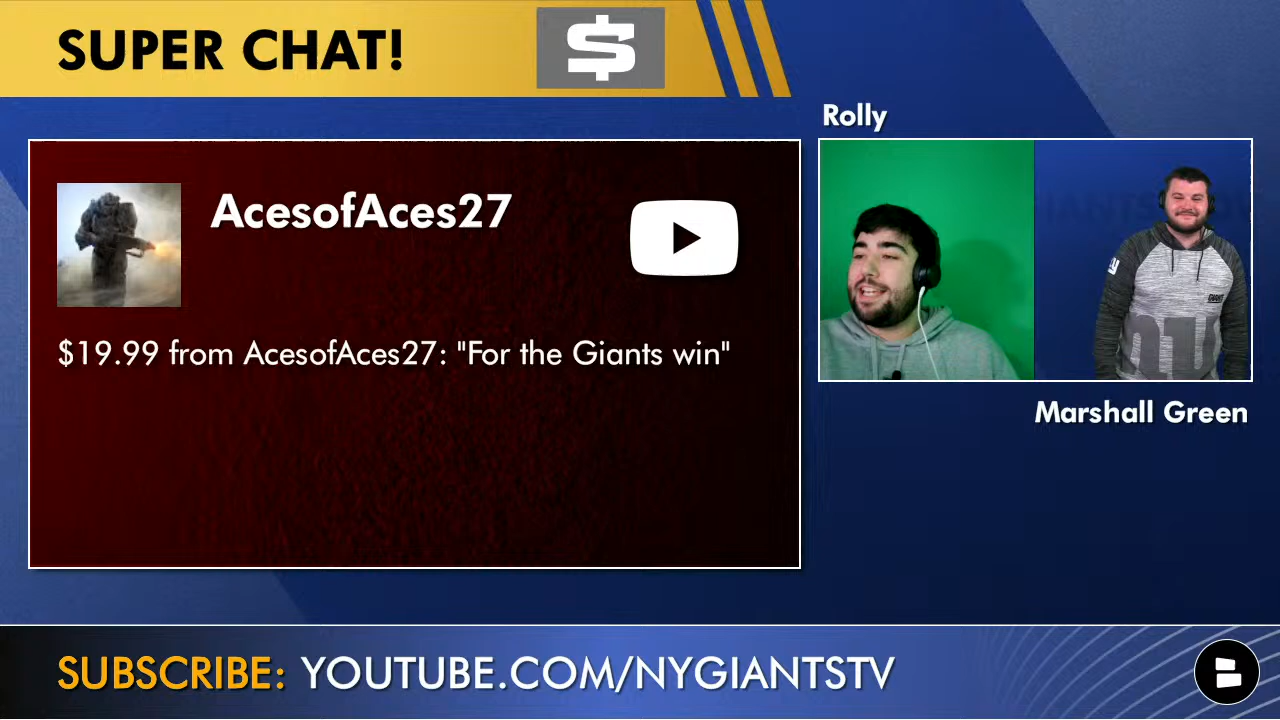 SUPER CHAT!
Rolly
AcesofAces27
$19.99 from AcesofAces27: "For the Giants win"
Marshall Green
SUBSCRIBE: YOUTUBE.COM/NYGIANTSTV